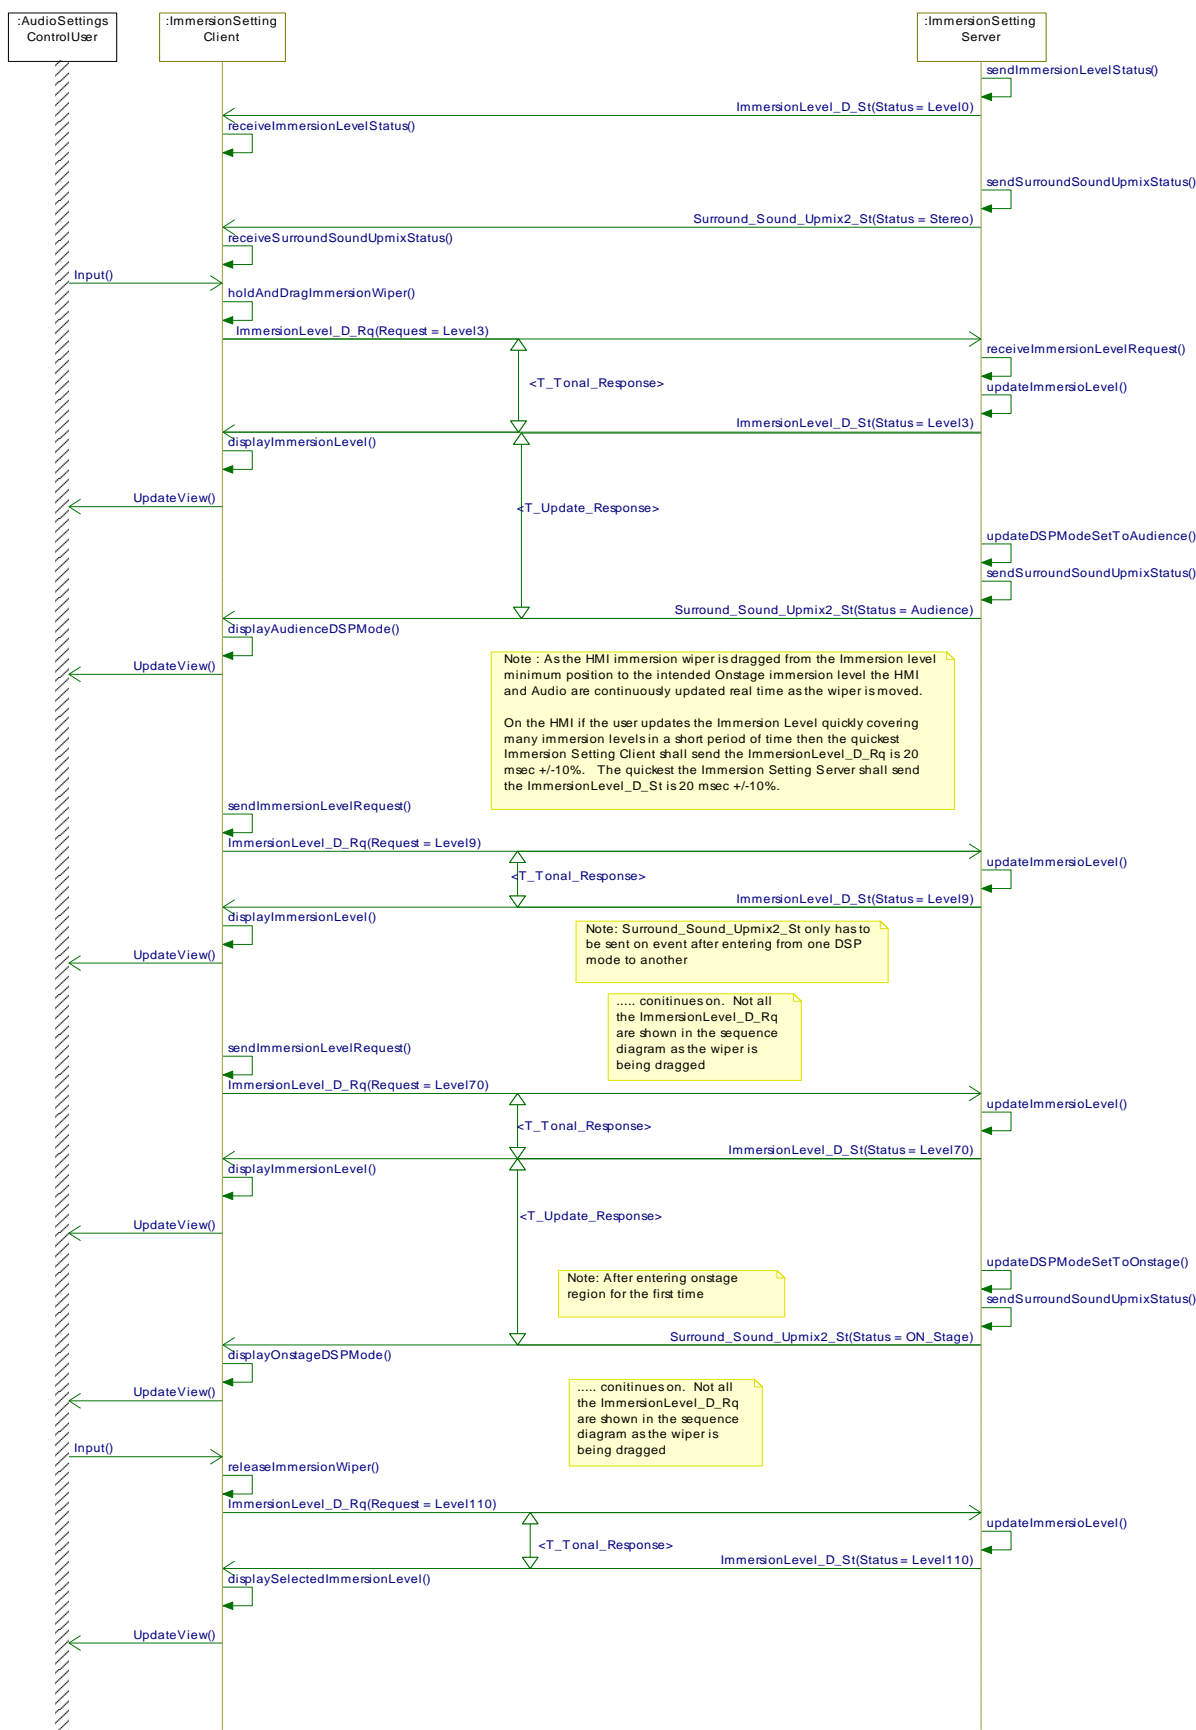 :AudioSettings
ControlUser
:ImmersionSetting
Client
:ImmersionSetting
Server
sendImmersionLevelStatus()
ImmersionLevel_D_St(Status = Level0)
receiveImmersionLevelStatus()
sendSurroundSoundUpmixStatus()
Surround_Sound_Upmix2_St(Status = Stereo)
receiveSurroundSoundUpmixStatus()
Input()
holdAndDragImmersionWiper()
ImmersionLevel_D_Rq(Request = Level3)
receiveImmersionLevelRequest()
<T_Tonal_Response>
updateImmersioLevel()
ImmersionLevel_D_St(Status = Level3)
displayImmersionLevel()
UpdateView()
<T_Update_Response>
updateDSPModeSetToAudience()
sendSurroundSoundUpmixStatus()
Surround_Sound_Upmix2_St(Status = Audience)
displayAudienceDSPMode()
UpdateView()
Note : As the HMI immersion wiper is dragged from the Immersion level
minimum position to the intended Onstage immersion level the HMI
and Audio are continuously updated real time as the wiper is moved.
On the HMI if the user updates the Immersion Level quickly covering
many immersion levels in a short period of time then the quickest
Immersion Setting Client shall send the ImmersionLevel_D_Rq is 20
msec +/-10%.   The quickest the Immersion Setting Server shall send
the ImmersionLevel_D_St is 20 msec +/-10%.
sendImmersionLevelRequest()
ImmersionLevel_D_Rq(Request = Level9)
updateImmersioLevel()
<T_Tonal_Response>
ImmersionLevel_D_St(Status = Level9)
displayImmersionLevel()
Note: Surround_Sound_Upmix2_St only has to
be sent on event after entering from one DSP
mode to another
UpdateView()
..... conitinues on.  Not all
the ImmersionLevel_D_Rq
are shown in the sequence
diagram as the wiper is
being dragged
sendImmersionLevelRequest()
ImmersionLevel_D_Rq(Request = Level70)
updateImmersioLevel()
<T_Tonal_Response>
ImmersionLevel_D_St(Status = Level70)
displayImmersionLevel()
<T_Update_Response>
UpdateView()
updateDSPModeSetToOnstage()
Note: After entering onstage
region for the first time
sendSurroundSoundUpmixStatus()
Surround_Sound_Upmix2_St(Status = ON_Stage)
displayOnstageDSPMode()
UpdateView()
..... conitinues on.  Not all
the ImmersionLevel_D_Rq
are shown in the sequence
diagram as the wiper is
being dragged
Input()
releaseImmersionWiper()
ImmersionLevel_D_Rq(Request = Level110)
updateImmersioLevel()
<T_Tonal_Response>
ImmersionLevel_D_St(Status = Level110)
displaySelectedImmersionLevel()
UpdateView()